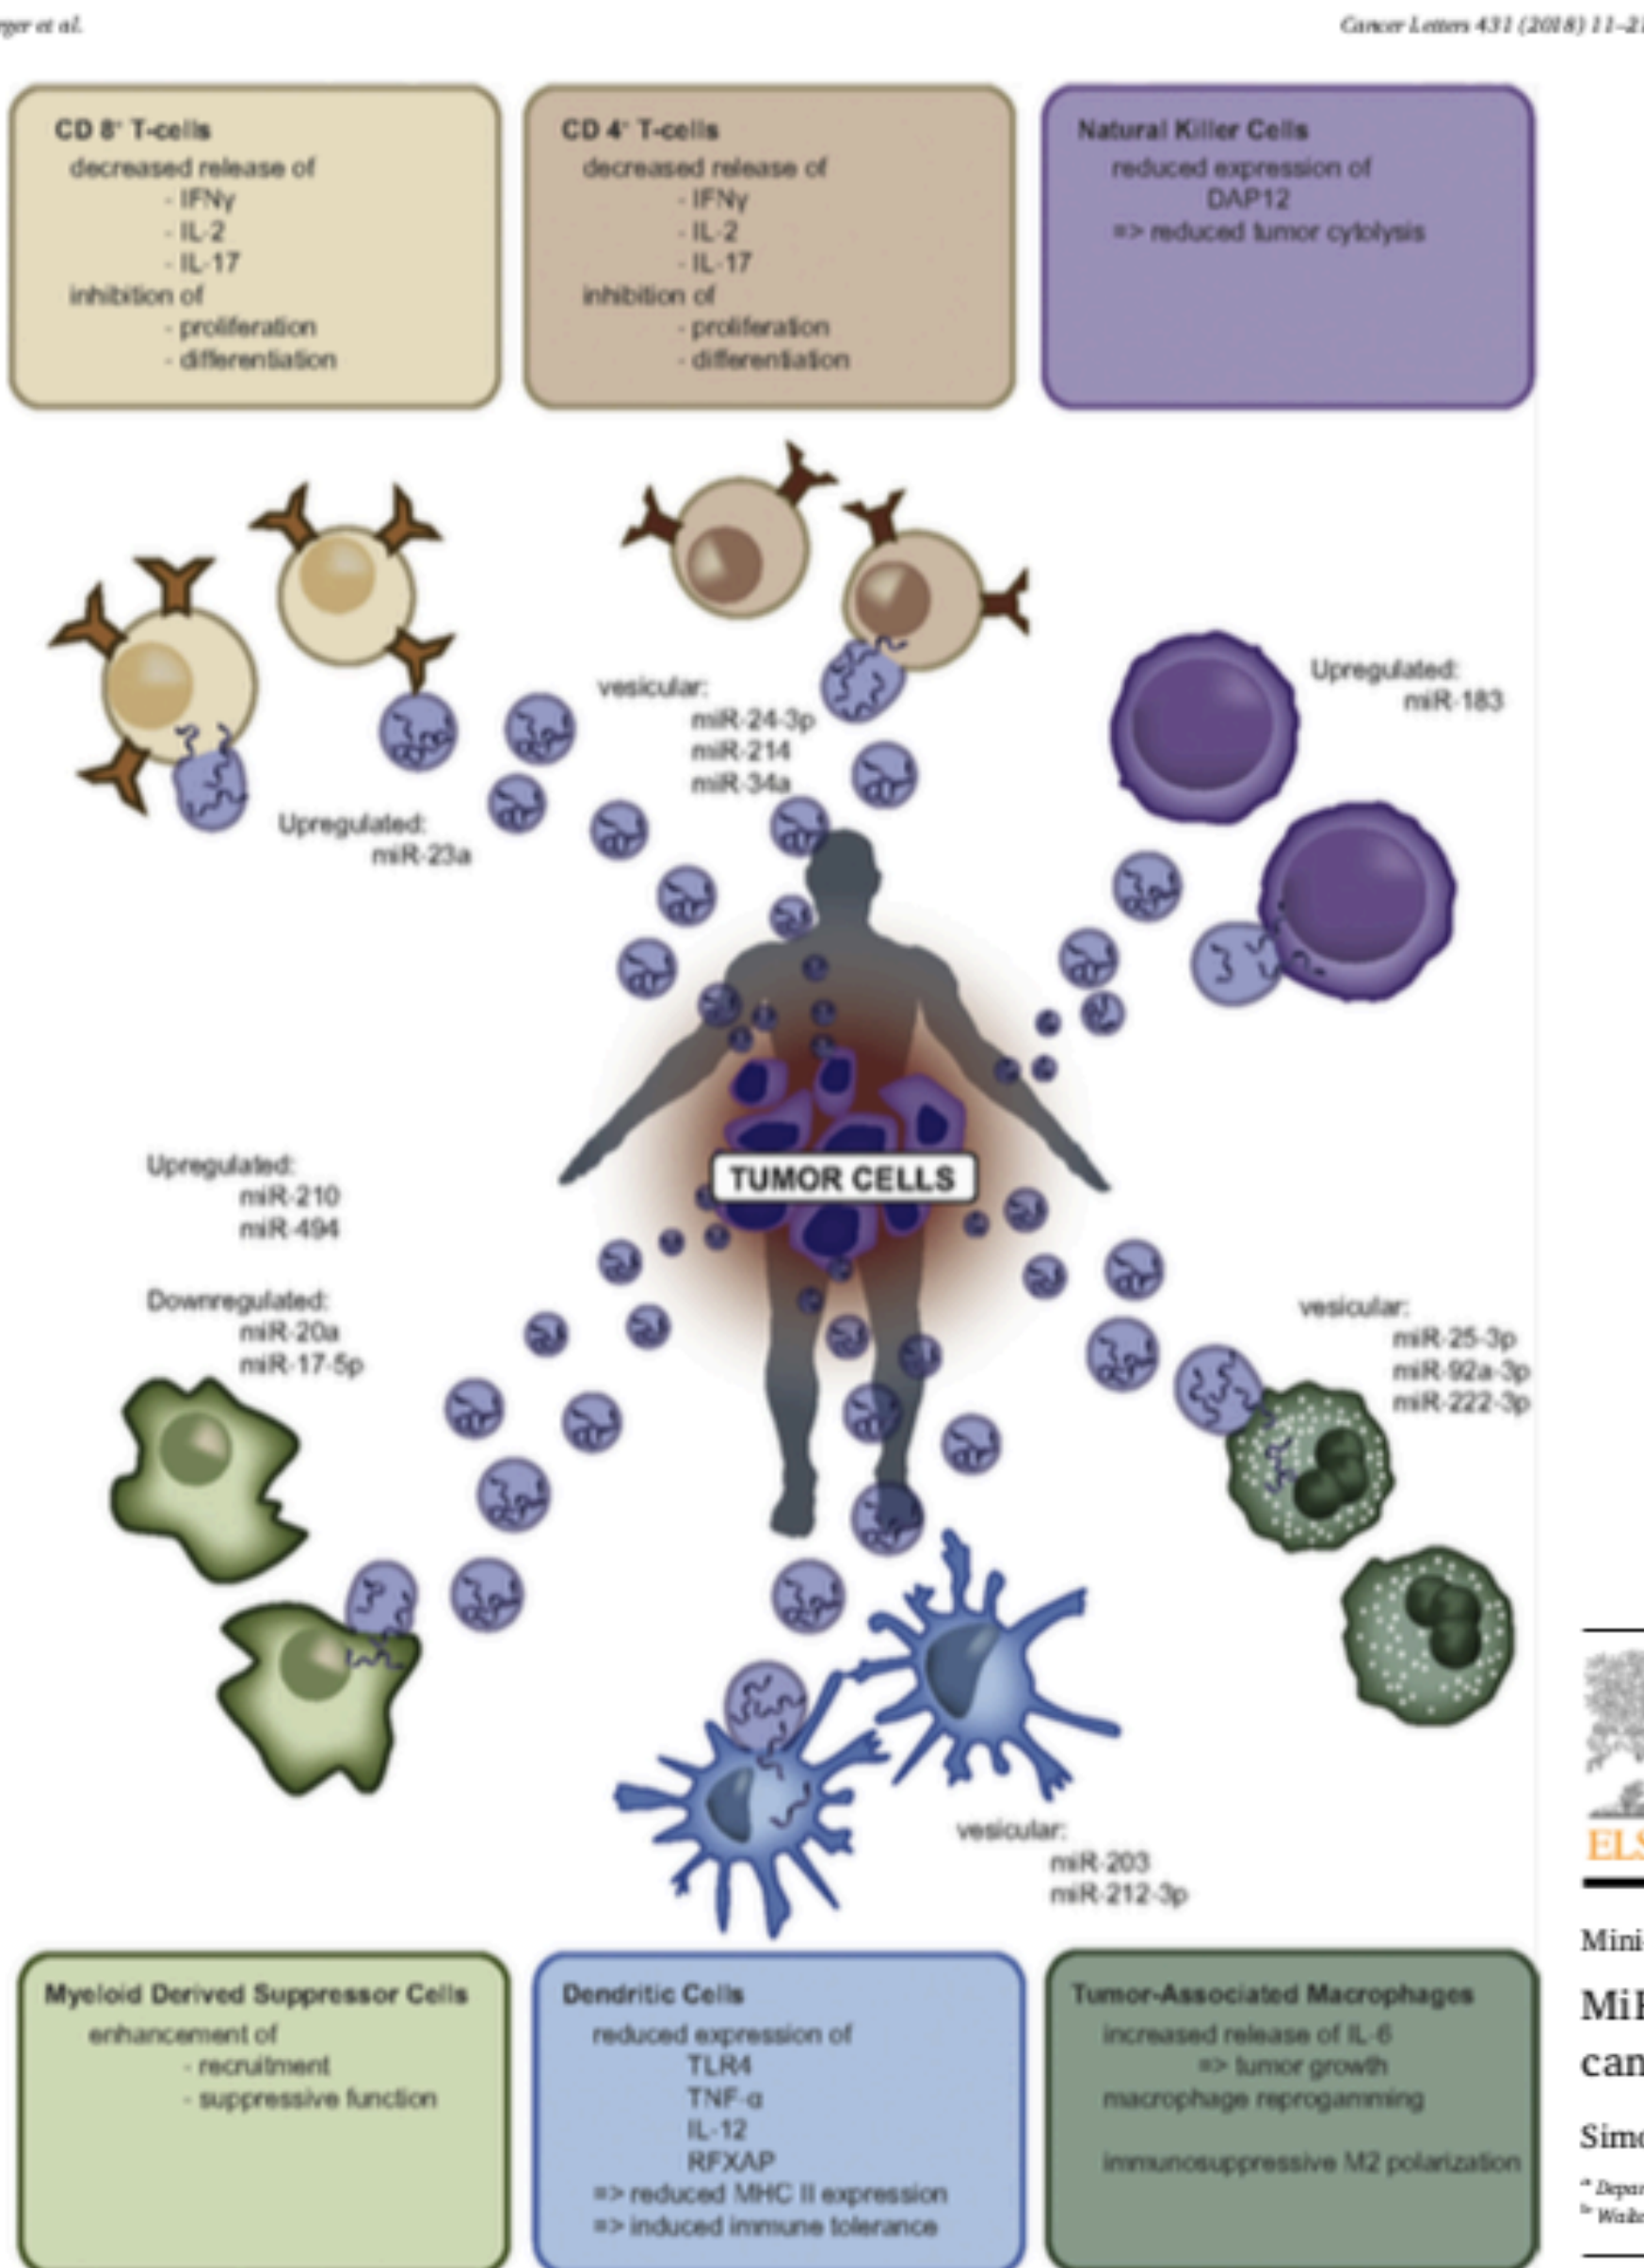 et al.
Cancer Letters 431 (2018) 11–21
CD 8⁺ T-cells
decreased release of
- IFNγ
- IL-2
- IL-17
inhibition of
- proliferation
- differentiation
CD 4⁺ T-cells
decreased release of
- IFNγ
- IL-2
- IL-17
inhibition of
- proliferation
- differentiation
Natural Killer Cells
reduced expression of
DAP12
=> reduced tumor cytolysis
vesicular:
miR-24-3p
miR-214
miR-34a
Upregulated:
miR-183
Upregulated:
miR-23a
TUMOR CELLS
Upregulated:
miR-210
miR-494
Downregulated:
miR-20a
miR-17-5p
vesicular:
miR-25-3p
miR-92a-3p
miR-222-3p
vesicular:
miR-203
miR-212-3p
Myeloid Derived Suppressor Cells
enhancement of
- recruitment
- suppressive function
Dendritic Cells
reduced expression of
TLR4
TNF-α
IL-12
RFXAP
=> reduced MHC II expression
=> induced immune tolerance
Tumor-Associated Macrophages
increased release of IL-6
=> tumor growth
macrophage reprogamming
immunosuppressive M2 polarization
Mini-